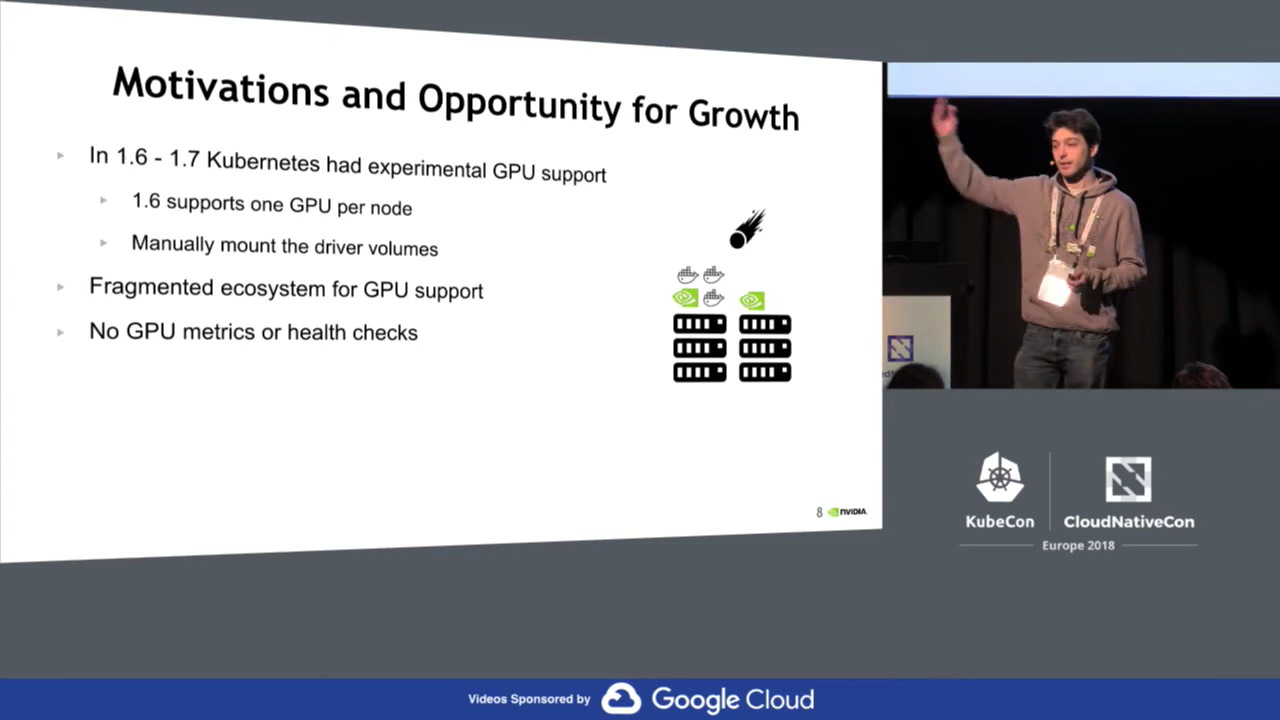 Motivations and Opportunity for Growth
In 1.6 - 1.7 Kubernetes had experimental GPU support
1.6 supports one GPU per node
Manually mount the driver volumes
Fragmented ecosystem for GPU support
No GPU metrics or health checks
8 NVIDIA
KubeCon
CloudNativeCon
Europe 2018
Videos Sponsored by Google Cloud